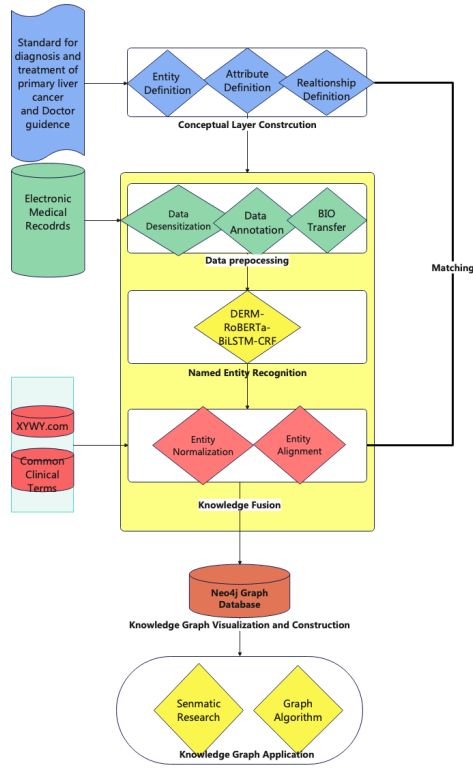 Standard for
diagnosis and
treatment of
primary liver
cancer
and Doctor
guidence
Entity
Definition
Attribute
Definition
Realtionship
Definition
Conceptual Layer Constrcution
Electronic
Medical
Recodrds
Data
Desensitization
Data
Annotation
BIO
Transfer
Data prepocessing
Matching
DERM-
RoBERTa-
BiLSTM-CRF
Named Entity Recognition
XYWY.com
Common
Clinical
Terms
Entity
Normalization
Entity
Alignment
Knowledge Fusion
Neo4j Graph
Database
Knowledge Graph Visualization and Construction
Senmatic
Research
Graph
Algorithm
Knowledge Graph Application